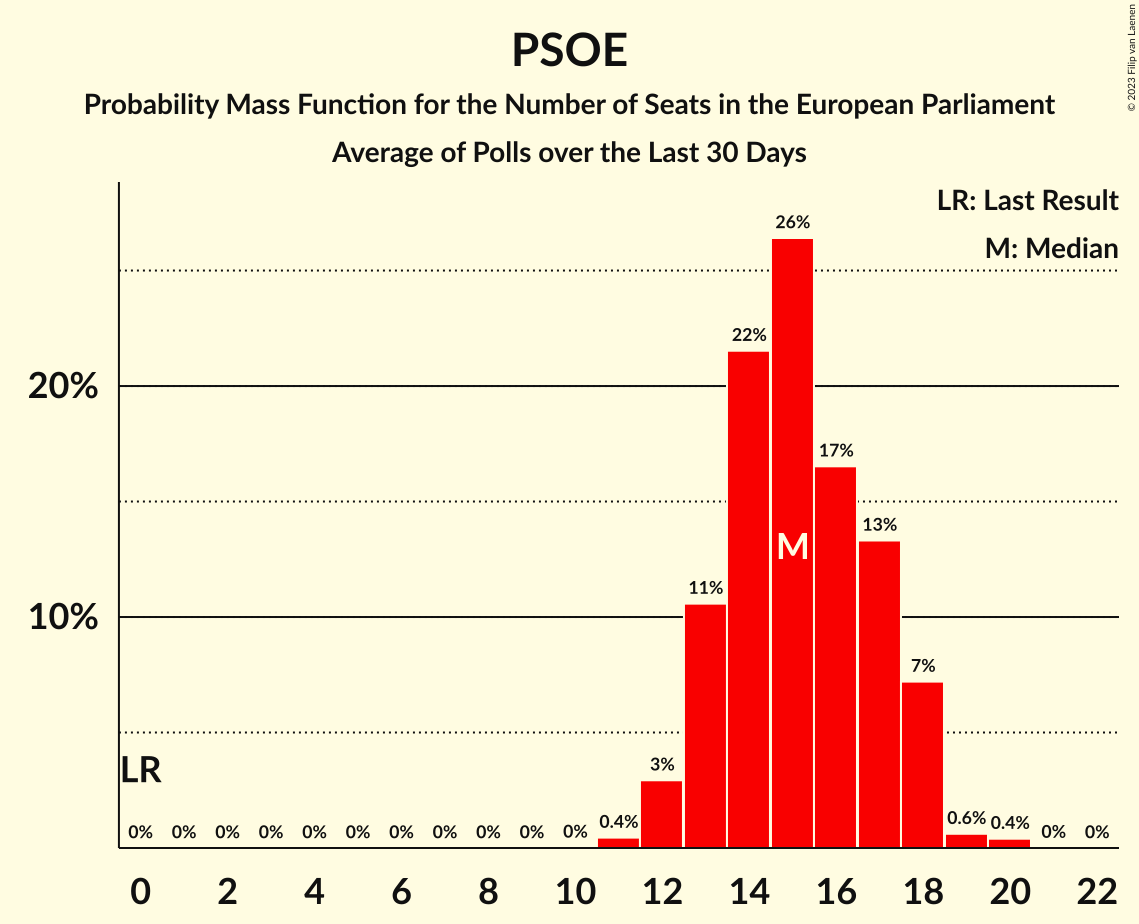 PSOE
Probability Mass Function for the Number of Seats in the European Parliament
Average of Polls over the Last 30 Days
© 2023 Filip van Laenen
LR: Last Result
M: Median
26%
22%
20%
17%
13%
M
11%
10%
7%
LR
3%
0% 0% 0% 0% 0% 0% 0% 0% 0% 0% 0% 0.4% 0.6% 0.4% 0% 0%
0 2 4 6 8 10 12 14 16 18 20 22